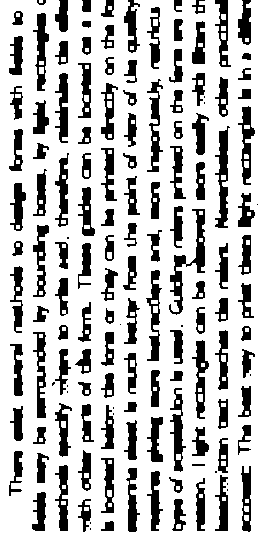 There exist several methods to design forms with fields to
fields may be surrounded by bounding boxes, by light rectangles o
methods specify where to write and, therefore, minimize the effe
with other parts of the form. These guides can be located on a s
is located below the form or they can be printed directly on the fo
separate sheet is much better from the point of view of the quality
requires giving more instructions and, more importantly, restricts
type of acquisition is used. Guiding rulers printed on the form are m
reason. Light rectangles can be removed more easily with filters th
handwritten text touches the rulers. Nevertheless, other practical
account: The best way to print these light rectangles is in a differe